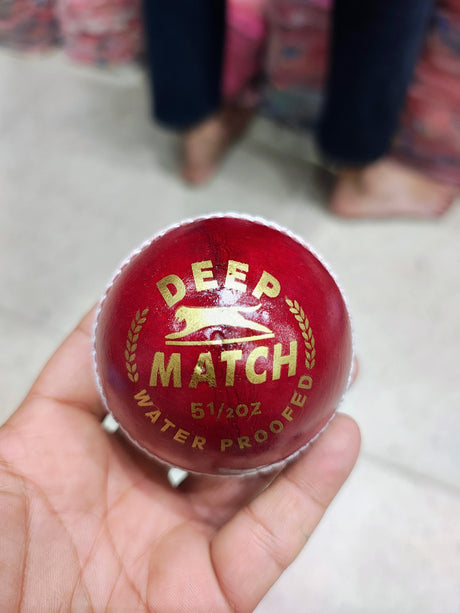 DEEP
MATCH
5 1/2 OZ
WATER PROOFED